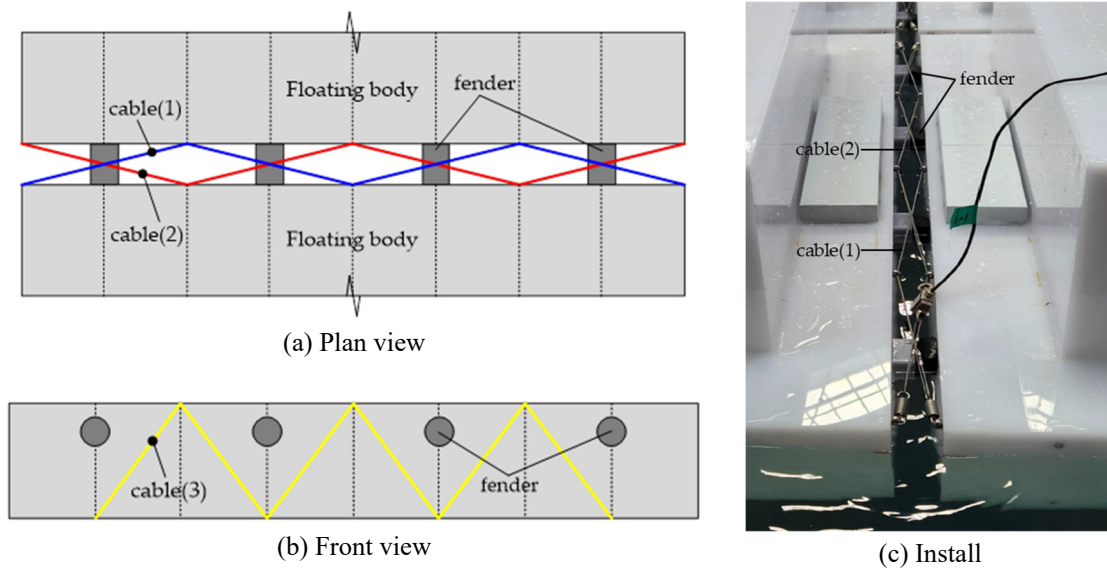 Floating body
fender
cable(1)
cable(2)
Floating body
(a) Plan view
cable(3)
fender
(b) Front view
fender
cable(2)
cable(1)
(c) Install